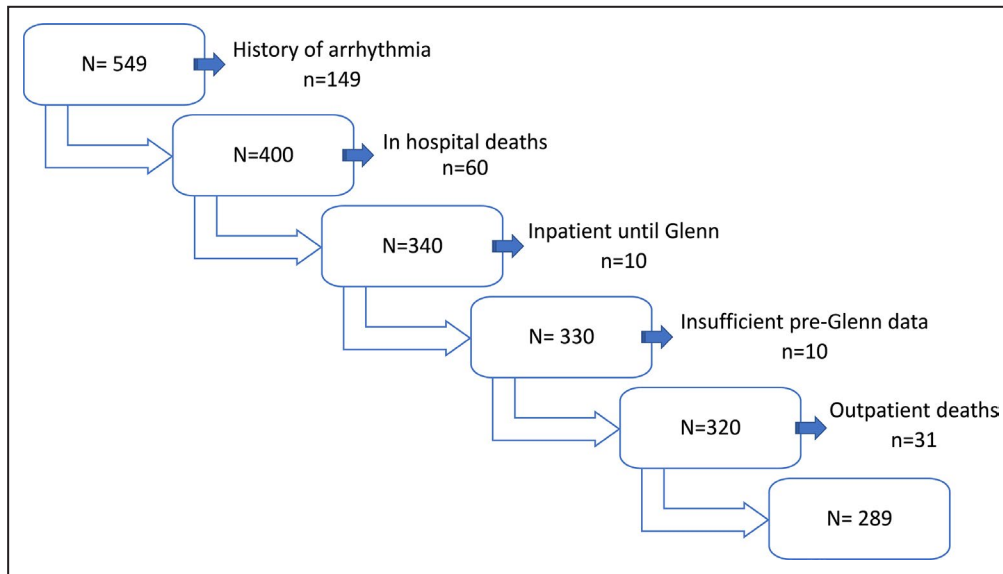 N= 549
History of arrhythmia
n=149
N=400
In hospital deaths
n=60
N=340
Inpatient until Glenn
n=10
N= 330
Insufficient pre-Glenn data
n=10
N=320
Outpatient deaths
n=31
N= 289